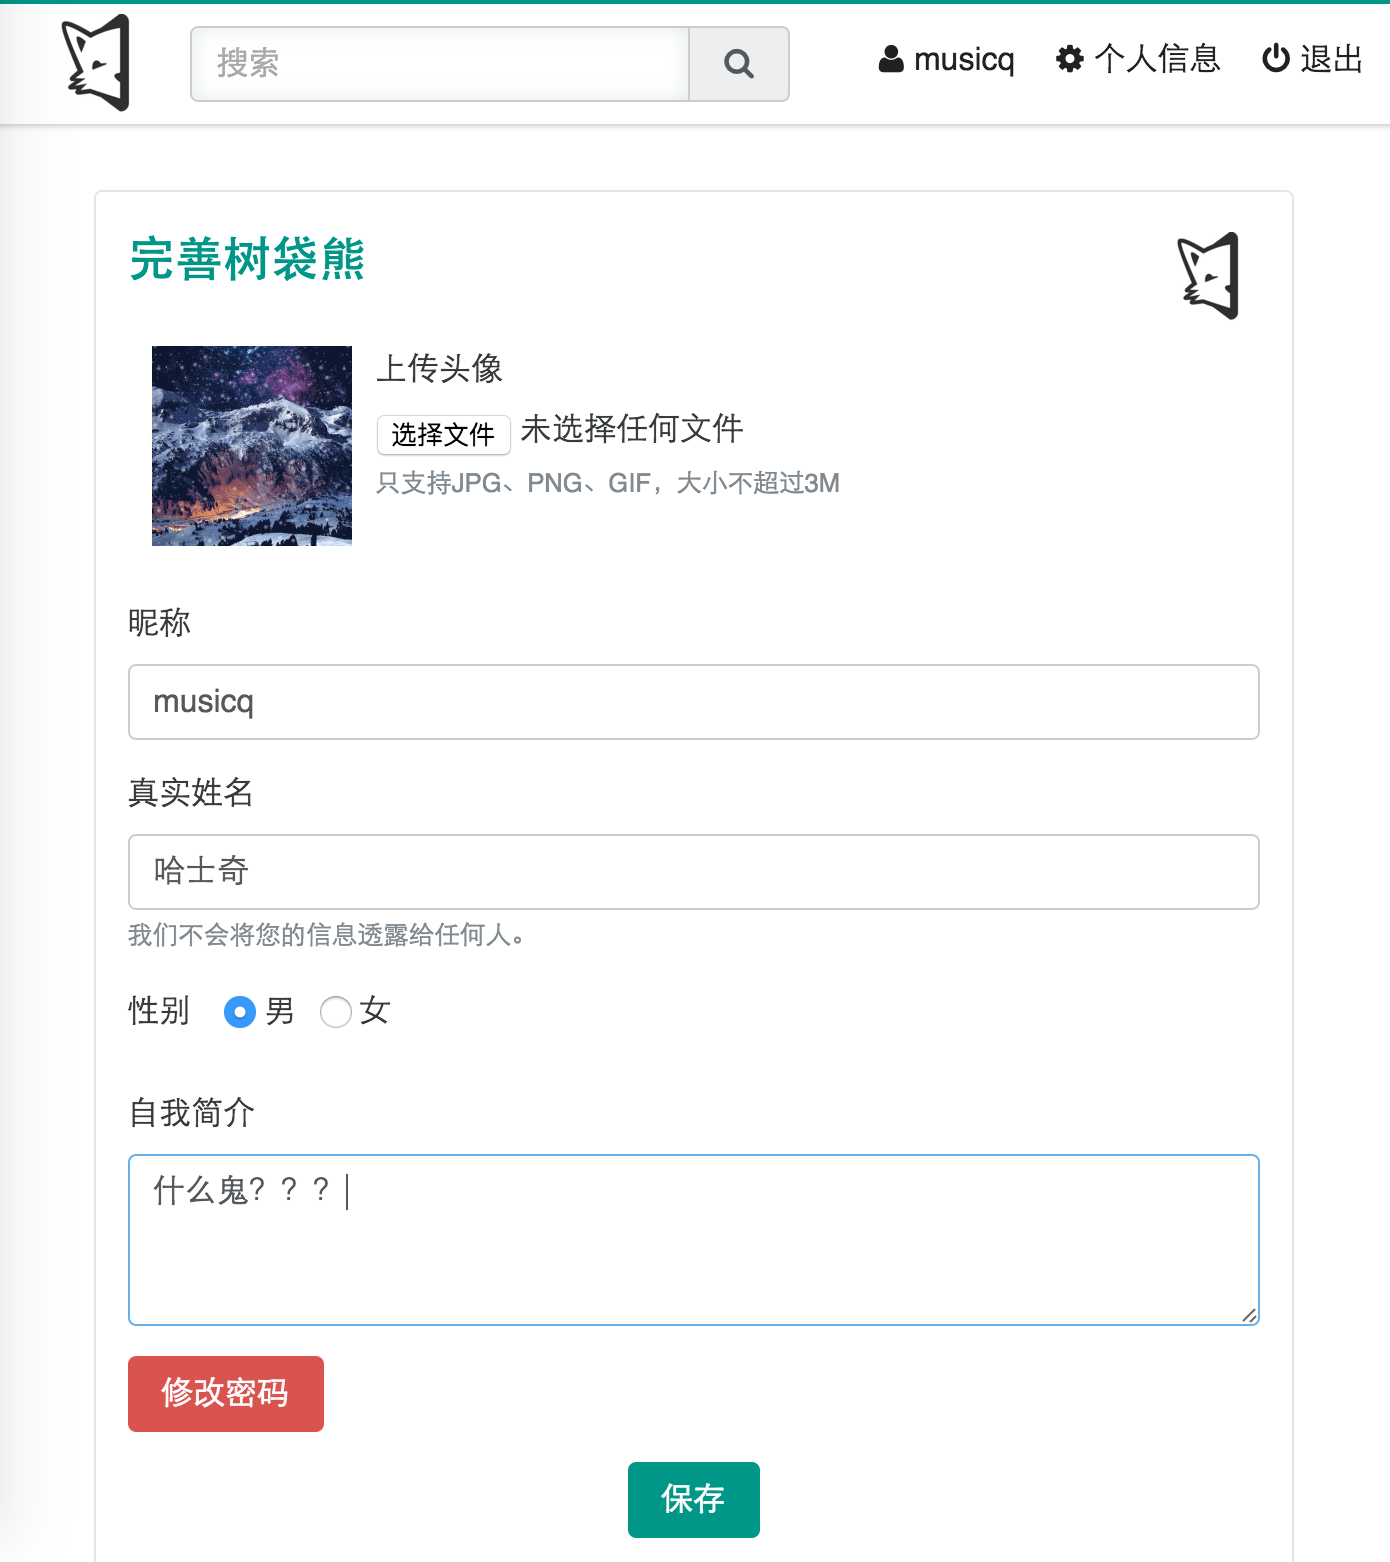 搜索
musicq
个人信息
退出
完善树袋熊
上传头像
选择文件 未选择任何文件
只支持JPG、PNG、GIF，大小不超过3M
昵称
musicq
真实姓名
哈士奇
我们不会将您的信息透露给任何人。
性别 男 女
自我简介
什么鬼？？？
修改密码
保存